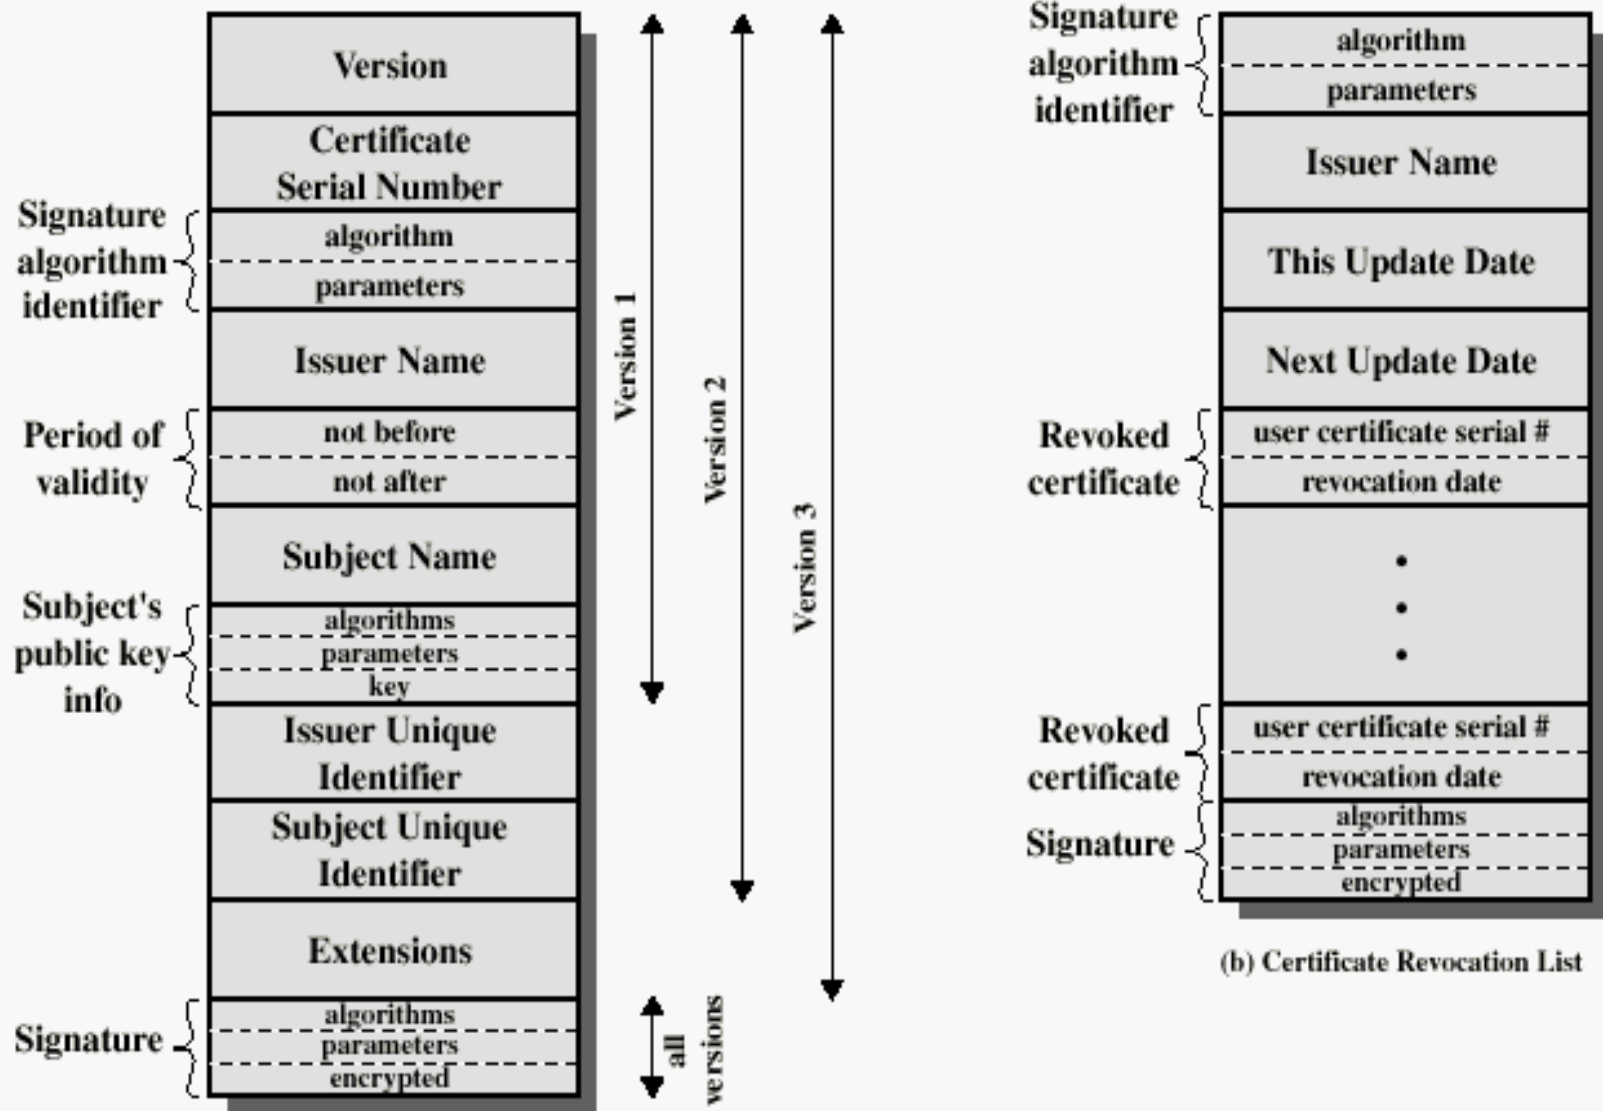 Version
Certificate
Serial Number
Signature
algorithm
identifier
algorithm
parameters
Issuer Name
Period of
validity
not before
not after
Subject Name
Subject's
public key
info
algorithms
parameters
key
Issuer Unique
Identifier
Subject Unique
Identifier
Extensions
Signature
algorithms
parameters
encrypted
Version 1
Version 2
Version 3
all
versions
Signature
algorithm
identifier
algorithm
parameters
Issuer Name
This Update Date
Next Update Date
Revoked
certificate
user certificate serial #
revocation date
Revoked
certificate
user certificate serial #
revocation date
Signature
algorithms
parameters
encrypted
(b) Certificate Revocation List